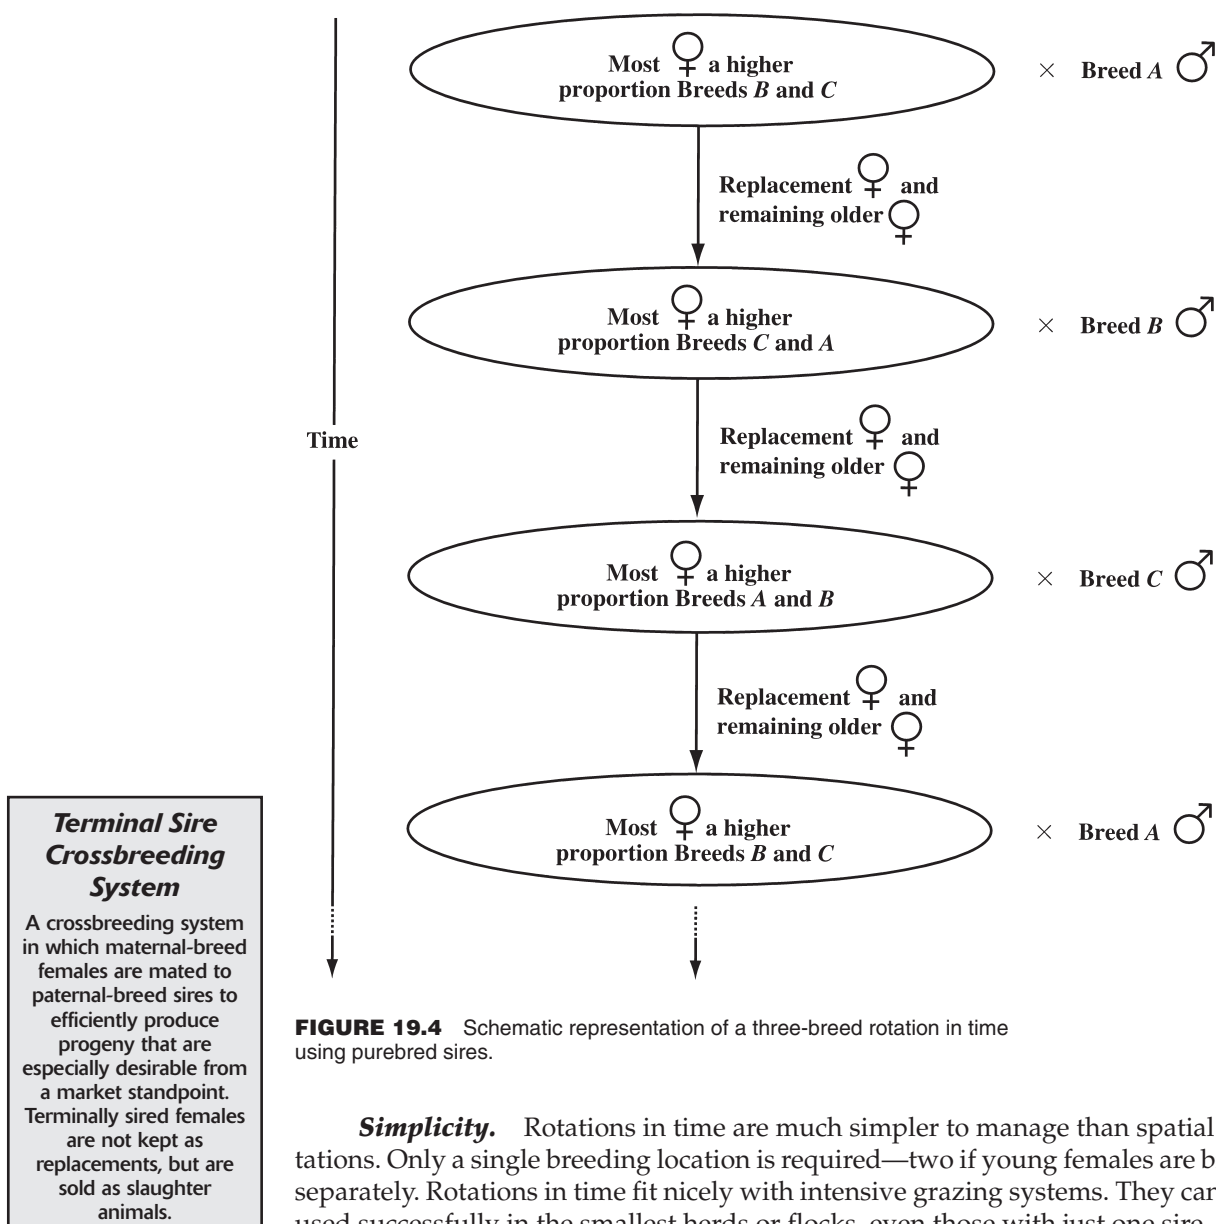 Most ♀ a higher
proportion Breeds B and C
× Breed A ♂
Replacement ♀ and
remaining older ♀
Most ♀ a higher
proportion Breeds C and A
× Breed B ♂
Time
Replacement ♀ and
remaining older ♀
Most ♀ a higher
proportion Breeds A and B
× Breed C ♂
Replacement ♀ and
remaining older ♀
Most ♀ a higher
proportion Breeds B and C
× Breed A ♂
FIGURE 19.4 Schematic representation of a three-breed rotation in time
using purebred sires.
Terminal Sire
Crossbreeding
System
A crossbreeding system
in which maternal-breed
females are mated to
paternal-breed sires to
efficiently produce
progeny that are
especially desirable from
a market standpoint.
Terminally sired females
are not kept as
replacements, but are
sold as slaughter
animals.
Simplicity. Rotations in time are much simpler to manage than spatial
tations. Only a single breeding location is required—two if young females are b
separately. Rotations in time fit nicely with intensive grazing systems. They can
used successfully in the smallest herds or flocks, even those with just one sire